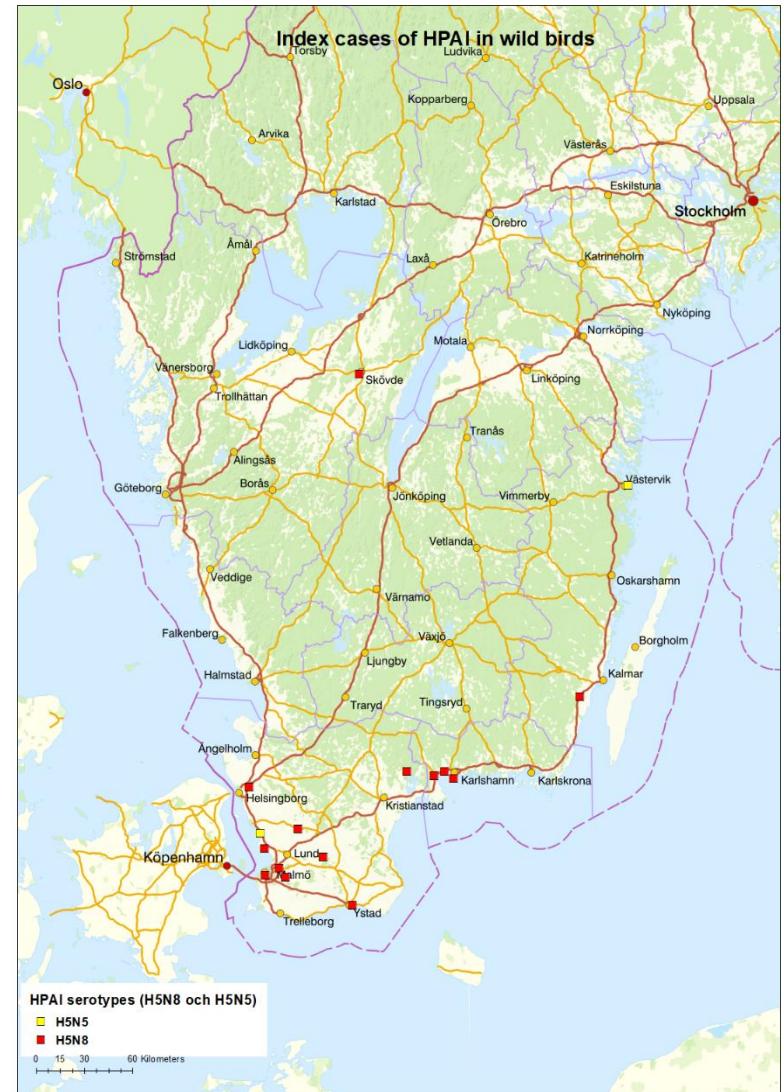 Index cases of HPAI in wild birds
Torsby
Ludvika
Oslo
Kopparberg
Uppsala
Arvika
Västerås
Eskilstuna
Karlstad
Stockholm
Örebro
Åmål
Strömstad
Laxå
Katrineholm
Nyköping
Norrköping
Lidköping
Motala
Vänersborg
Skövde
Linköping
Trollhättan
Tranås
Alingsås
Göteborg
Borås
Jönköping
Vimmerby
Västervik
Vetlanda
Veddige
Oskarshamn
Värnamo
Falkenberg
Växjö
Borgholm
Ljungby
Halmstad
Kalmar
Traryd
Tingsryd
Ängelholm
Karlshamn
Karlskrona
Helsingborg
Kristianstad
Köpenhamn
Lund
Malmö
Trelleborg
Ystad
HPAI serotypes (H5N8 och H5N5)
H5N5
H5N8
0 15 30 60 Kilometers